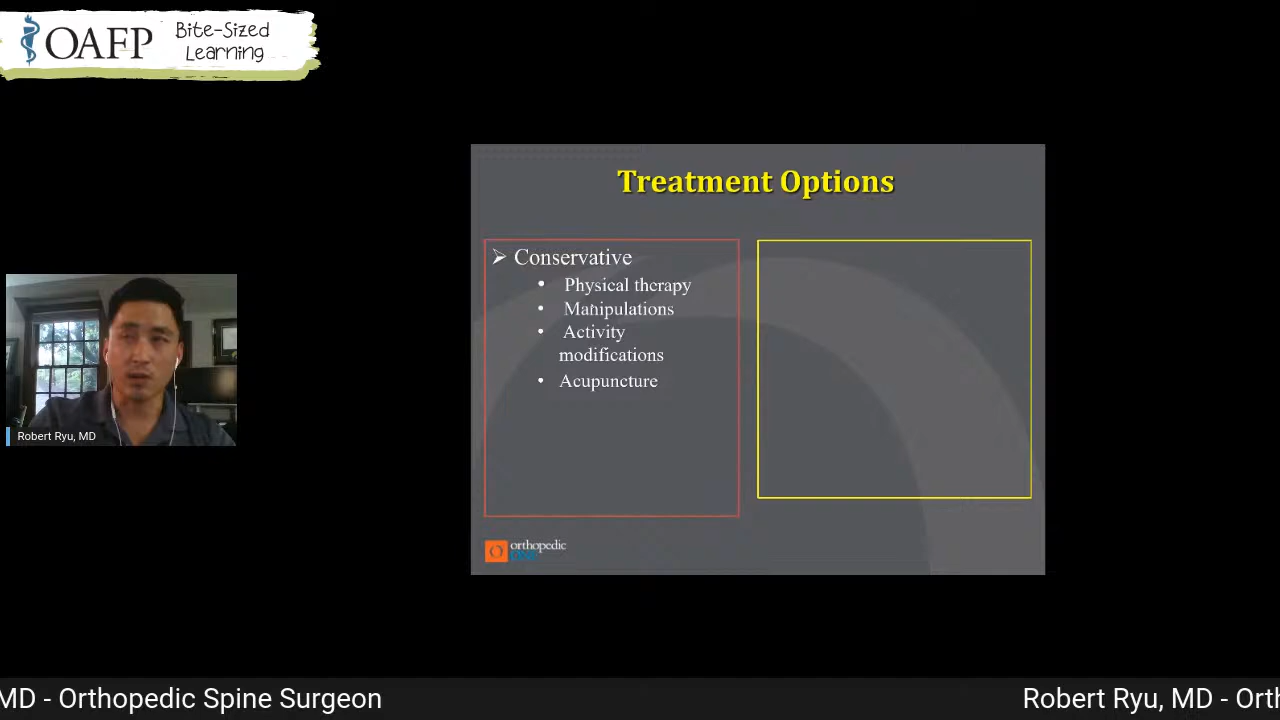 OAFP
Bite-Sized
Learning
Treatment Options
➢ Conservative
• Physical therapy
• Manipulations
• Activity
modifications
• Acupuncture
orthopedic
Robert Ryu, MD
MD - Orthopedic Spine Surgeon
Robert Ryu, MD - Orth